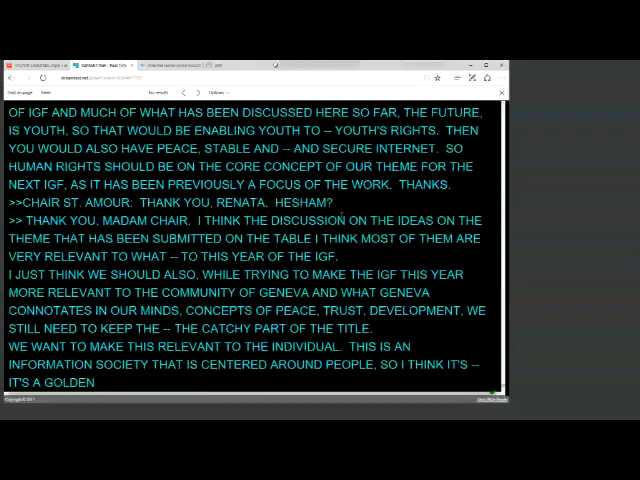 streamtext.net
Find on page
No results
Options
OF IGF AND MUCH OF WHAT HAS BEEN DISCUSSED HERE SO FAR, THE FUTURE,
IS YOUTH, SO THAT WOULD BE ENABLING YOUTH TO -- YOUTH'S RIGHTS.  THEN
YOU WOULD ALSO HAVE PEACE, STABLE AND -- AND SECURE INTERNET.  SO
HUMAN RIGHTS SHOULD BE ON THE CORE CONCEPT OF OUR THEME FOR THE
NEXT IGF, AS IT HAS BEEN PREVIOUSLY A FOCUS OF THE WORK.  THANKS.
>>CHAIR ST. AMOUR:  THANK YOU, RENATA.  HESHAM?
>> THANK YOU, MADAM CHAIR.  I THINK THE DISCUSSION ON THE IDEAS ON THE
THEME THAT HAS BEEN SUBMITTED ON THE TABLE I THINK MOST OF THEM ARE
VERY RELEVANT TO WHAT -- TO THIS YEAR OF THE IGF.
I JUST THINK WE SHOULD ALSO, WHILE TRYING TO MAKE THE IGF THIS YEAR
MORE RELEVANT TO THE COMMUNITY OF GENEVA AND WHAT GENEVA
CONNOTATES IN OUR MINDS, CONCEPTS OF PEACE, TRUST, DEVELOPMENT, WE
STILL NEED TO KEEP THE -- THE CATCHY PART OF THE TITLE.
WE WANT TO MAKE THIS RELEVANT TO THE INDIVIDUAL.  THIS IS AN
INFORMATION SOCIETY THAT IS CENTERED AROUND PEOPLE, SO I THINK IT'S --
IT'S A GOLDEN